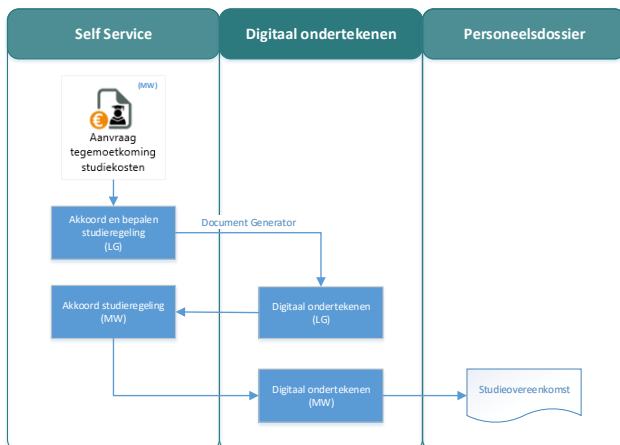 Self Service
Digitaal ondertekenen
Personeelsdossier
(MW)
Aanvraag
tegemoetkoming
studiekosten
Akkoord en bepalen
studieregeling
(LG)
Document Generator
Akkoord studieregeling
(MW)
Digitaal ondertekenen
(LG)
Digitaal ondertekenen
(MW)
Studieovereenkomst